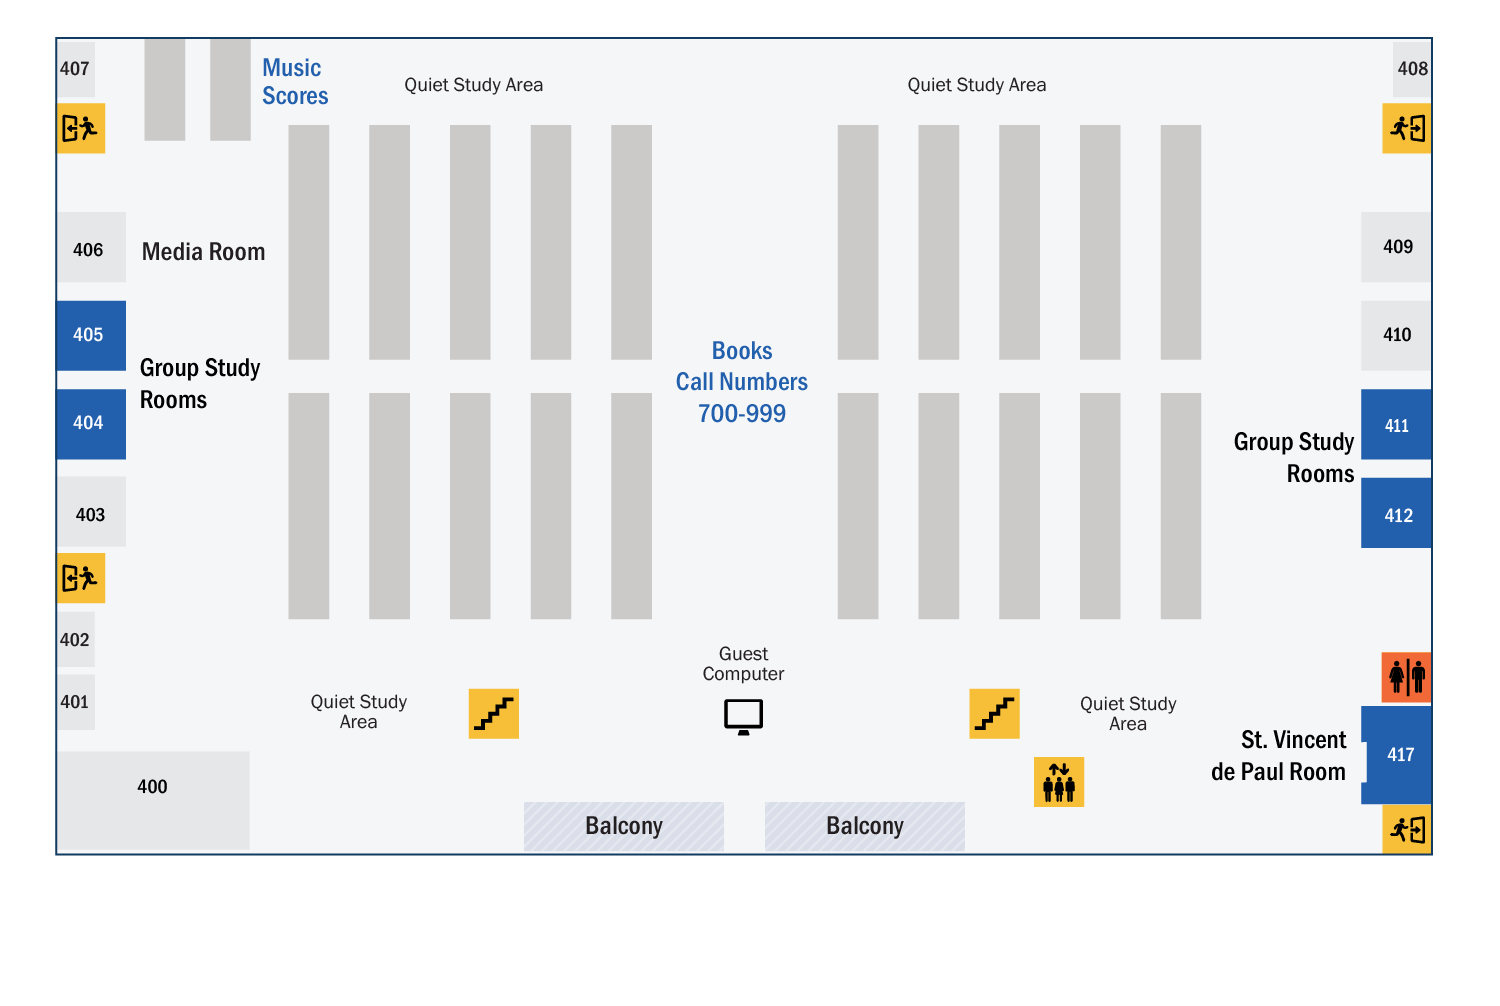 407
Music
Scores
Quiet Study Area
Quiet Study Area
408
406
Media Room
409
405
410
Group Study
Rooms
Books
Call Numbers
700-999
404
411
Group Study
Rooms
403
412
402
Guest
Computer
401
Quiet Study
Area
Quiet Study
Area
St. Vincent
de Paul Room
417
400
Balcony
Balcony